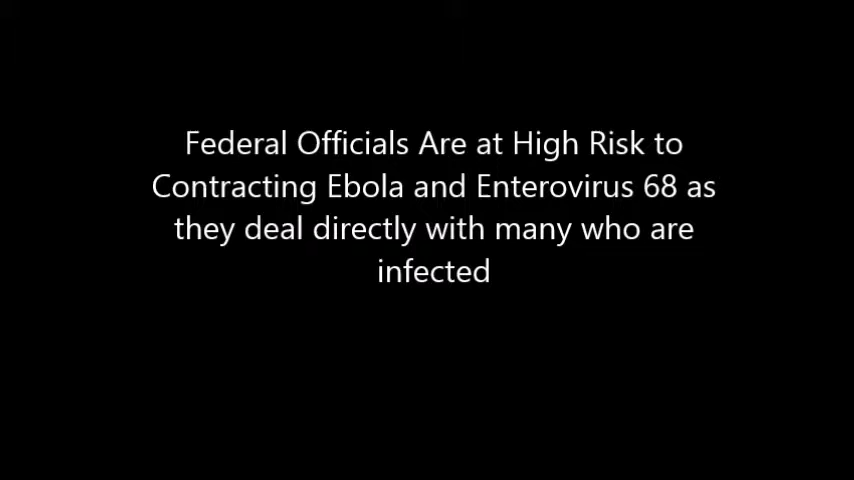 Federal Officials Are at High Risk to
Contracting Ebola and Enterovirus 68 as
they deal directly with many who are
infected